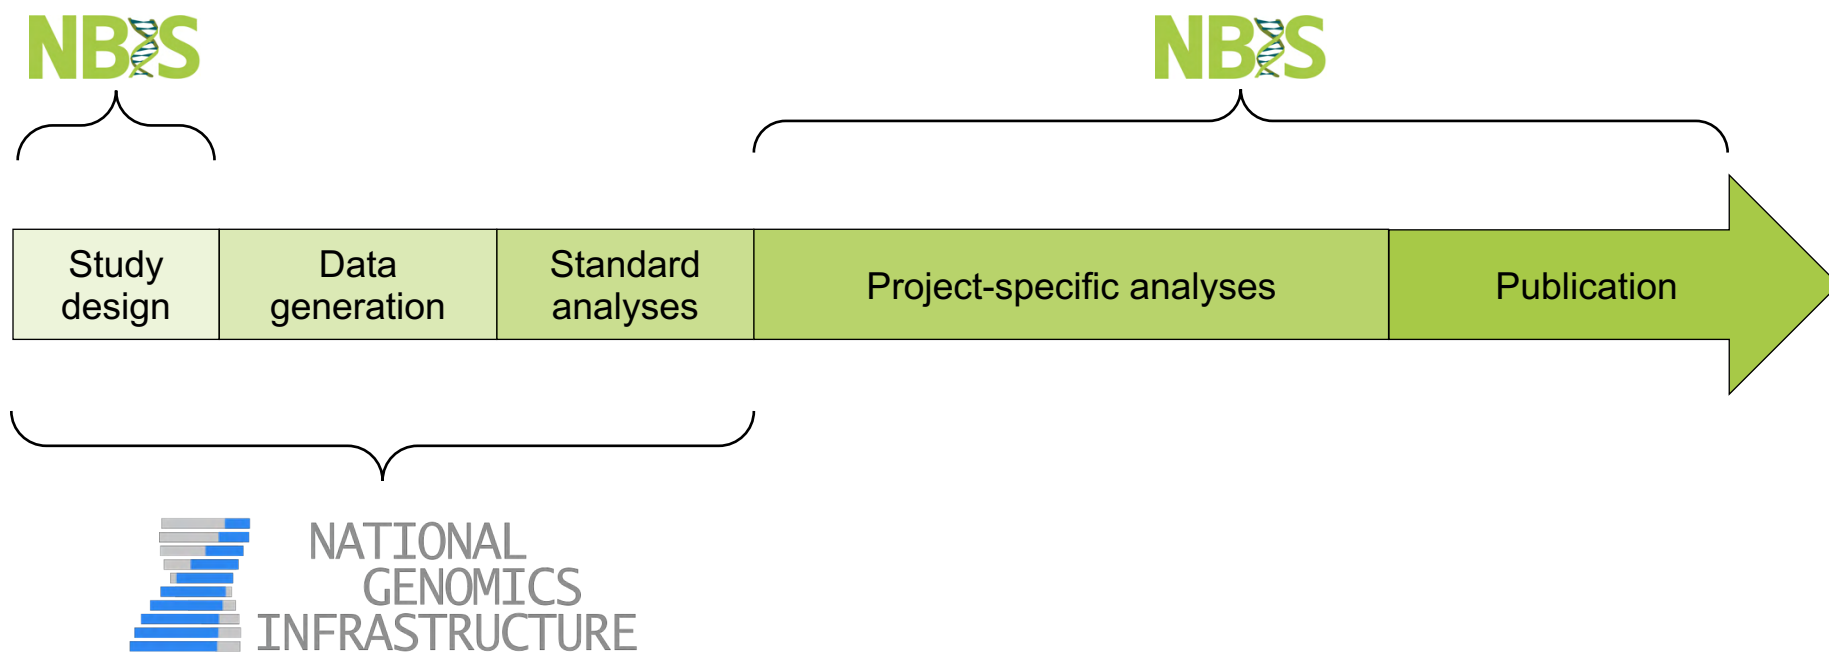 NBIS
NBIS
Study
design
Data
generation
Standard
analyses
Project-specific analyses
Publication
NATIONAL
GENOMICS
INFRASTRUCTURE